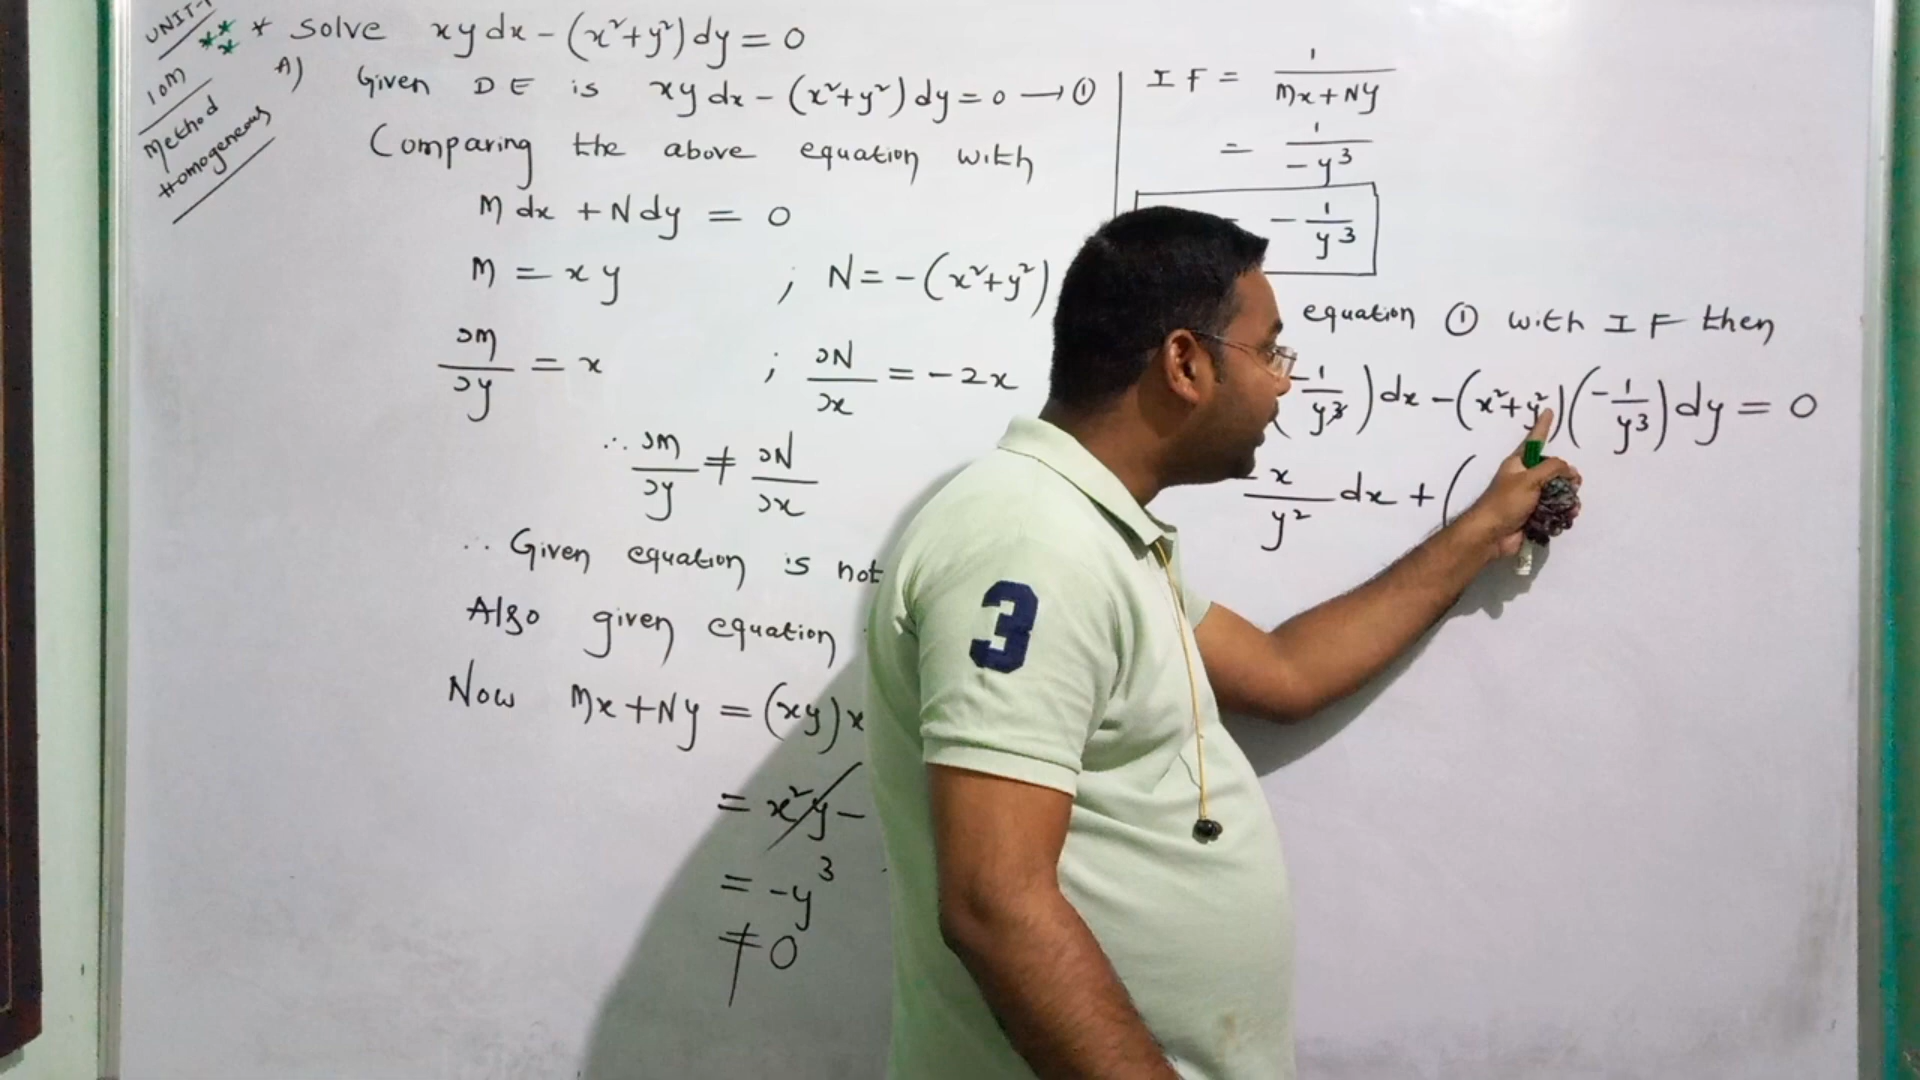 UNIT-I
10M
Method
Homogeneous
* Solve xy dx - (x²+y²) dy = 0
A) Given DE is xy dx - (x²+y²) dy = 0 → ①
Comparing the above equation with
M dx + N dy = 0
M = xy ; N = -(x²+y²)
∂M/∂y = x ; ∂N/∂x = -2x
∴ ∂M/∂y ≠ ∂N/∂x
∴ Given equation is not
Also given equation
Now Mx + Ny = (xy)x
= x²y -
= -y³
≠ 0
IF = 1/(Mx+Ny)
= 1/-y³
= -1/y³
equation ① with IF then
(-1/y³) dx - (x²+y²)(-1/y³) dy = 0
-x/y² dx + (
3